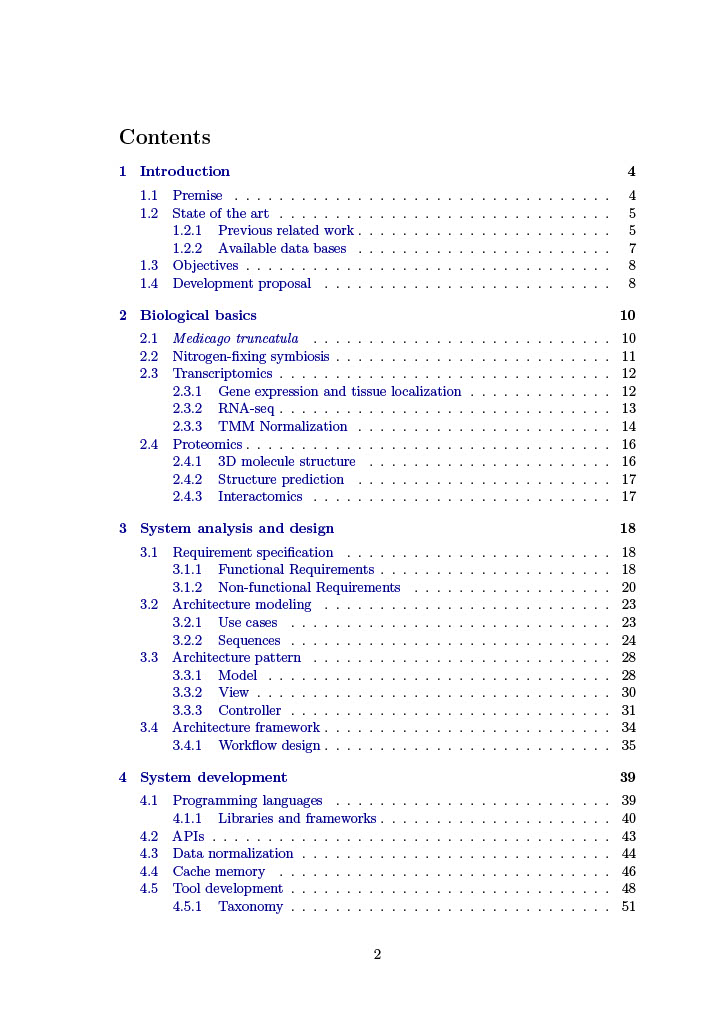 Contents
1 Introduction 4
1.1 Premise . . . . . . . . . . . . . . . . . . . . . . . . . . . . . . . . . . 4
1.2 State of the art . . . . . . . . . . . . . . . . . . . . . . . . . . . . . . 5
1.2.1 Previous related work . . . . . . . . . . . . . . . . . . . . . . . 5
1.2.2 Available data bases . . . . . . . . . . . . . . . . . . . . . . . 7
1.3 Objectives . . . . . . . . . . . . . . . . . . . . . . . . . . . . . . . . . 8
1.4 Development proposal . . . . . . . . . . . . . . . . . . . . . . . . . . 8
2 Biological basics 10
2.1 Medicago truncatula . . . . . . . . . . . . . . . . . . . . . . . . . . . 10
2.2 Nitrogen-fixing symbiosis . . . . . . . . . . . . . . . . . . . . . . . . . 11
2.3 Transcriptomics . . . . . . . . . . . . . . . . . . . . . . . . . . . . . . 12
2.3.1 Gene expression and tissue localization . . . . . . . . . . . . . 12
2.3.2 RNA-seq . . . . . . . . . . . . . . . . . . . . . . . . . . . . . . 13
2.3.3 TMM Normalization . . . . . . . . . . . . . . . . . . . . . . . 14
2.4 Proteomics . . . . . . . . . . . . . . . . . . . . . . . . . . . . . . . . . 16
2.4.1 3D molecule structure . . . . . . . . . . . . . . . . . . . . . . 16
2.4.2 Structure prediction . . . . . . . . . . . . . . . . . . . . . . . 17
2.4.3 Interactomics . . . . . . . . . . . . . . . . . . . . . . . . . . . 17
3 System analysis and design 18
3.1 Requirement specification . . . . . . . . . . . . . . . . . . . . . . . . 18
3.1.1 Functional Requirements . . . . . . . . . . . . . . . . . . . . . 18
3.1.2 Non-functional Requirements . . . . . . . . . . . . . . . . . . 20
3.2 Architecture modeling . . . . . . . . . . . . . . . . . . . . . . . . . . 23
3.2.1 Use cases . . . . . . . . . . . . . . . . . . . . . . . . . . . . . 23
3.2.2 Sequences . . . . . . . . . . . . . . . . . . . . . . . . . . . . . 24
3.3 Architecture pattern . . . . . . . . . . . . . . . . . . . . . . . . . . . 28
3.3.1 Model . . . . . . . . . . . . . . . . . . . . . . . . . . . . . . . 28
3.3.2 View . . . . . . . . . . . . . . . . . . . . . . . . . . . . . . . . 30
3.3.3 Controller . . . . . . . . . . . . . . . . . . . . . . . . . . . . . 31
3.4 Architecture framework . . . . . . . . . . . . . . . . . . . . . . . . . . 34
3.4.1 Workflow design . . . . . . . . . . . . . . . . . . . . . . . . . . 35
4 System development 39
4.1 Programming languages . . . . . . . . . . . . . . . . . . . . . . . . . 39
4.1.1 Libraries and frameworks . . . . . . . . . . . . . . . . . . . . . 40
4.2 APIs . . . . . . . . . . . . . . . . . . . . . . . . . . . . . . . . . . . . 43
4.3 Data normalization . . . . . . . . . . . . . . . . . . . . . . . . . . . . 44
4.4 Cache memory . . . . . . . . . . . . . . . . . . . . . . . . . . . . . . 46
4.5 Tool development . . . . . . . . . . . . . . . . . . . . . . . . . . . . . 48
4.5.1 Taxonomy . . . . . . . . . . . . . . . . . . . . . . . . . . . . . 51
2